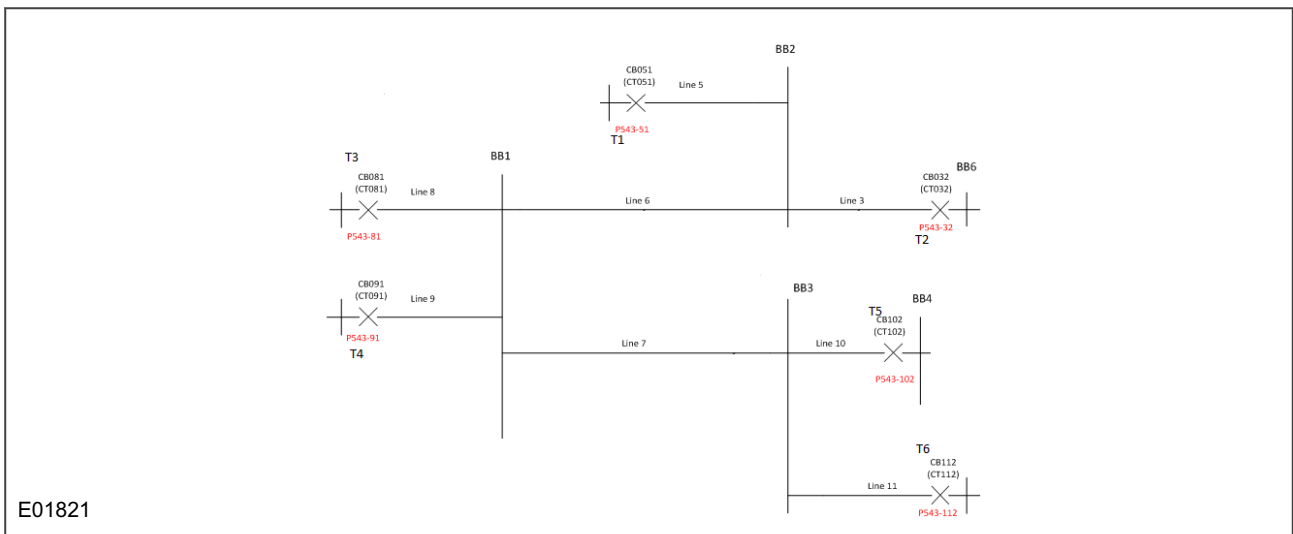 BB2
CB051
(CT051)
Line 5
P543-51
T1
T3
BB1
CB081
(CT081)
Line 8
Line 6
Line 3
CB032
(CT032)
BB6
P543-81
P543-32
T2
CB091
(CT091)
Line 9
BB3
T5
BB4
CB102
(CT102)
P543-91
T4
Line 7
Line 10
P543-102
T6
CB112
(CT112)
Line 11
P543-112
E01821